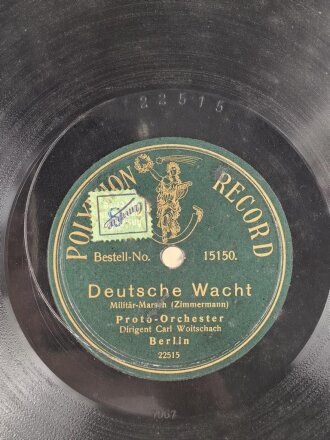 22515
POLYPHON RECORD
Bestell-No. 15150.
Deutsche Wacht
Militär-Marsch (Zimmermann)
Proto-Orchester
Dirigent Carl Woitschach
Berlin
22515